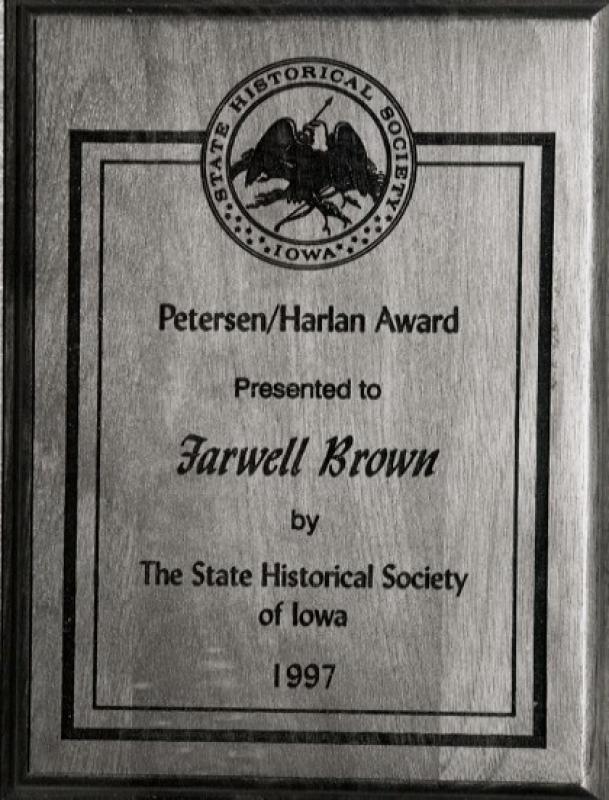 STATE HISTORICAL SOCIETY
IOWA
Petersen/Harlan Award
Presented to
Farwell Brown
by
The State Historical Society
of Iowa
1997